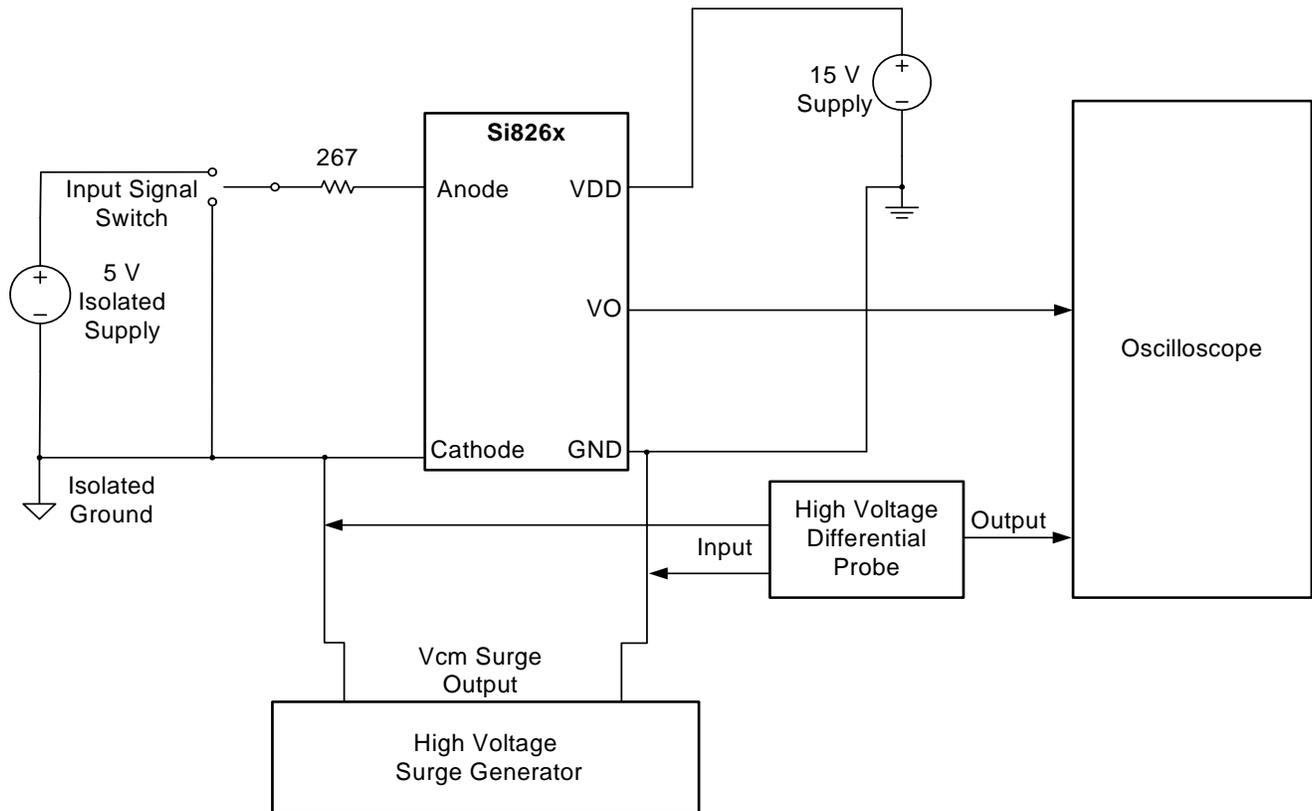 15 V
Supply
Si826x
267
Input Signal
Switch
Anode
VDD
5 V
Isolated
Supply
VO
Oscilloscope
Cathode
GND
Isolated
Ground
High Voltage
Differential
Probe
Output
Input
Vcm Surge
Output
High Voltage
Surge Generator